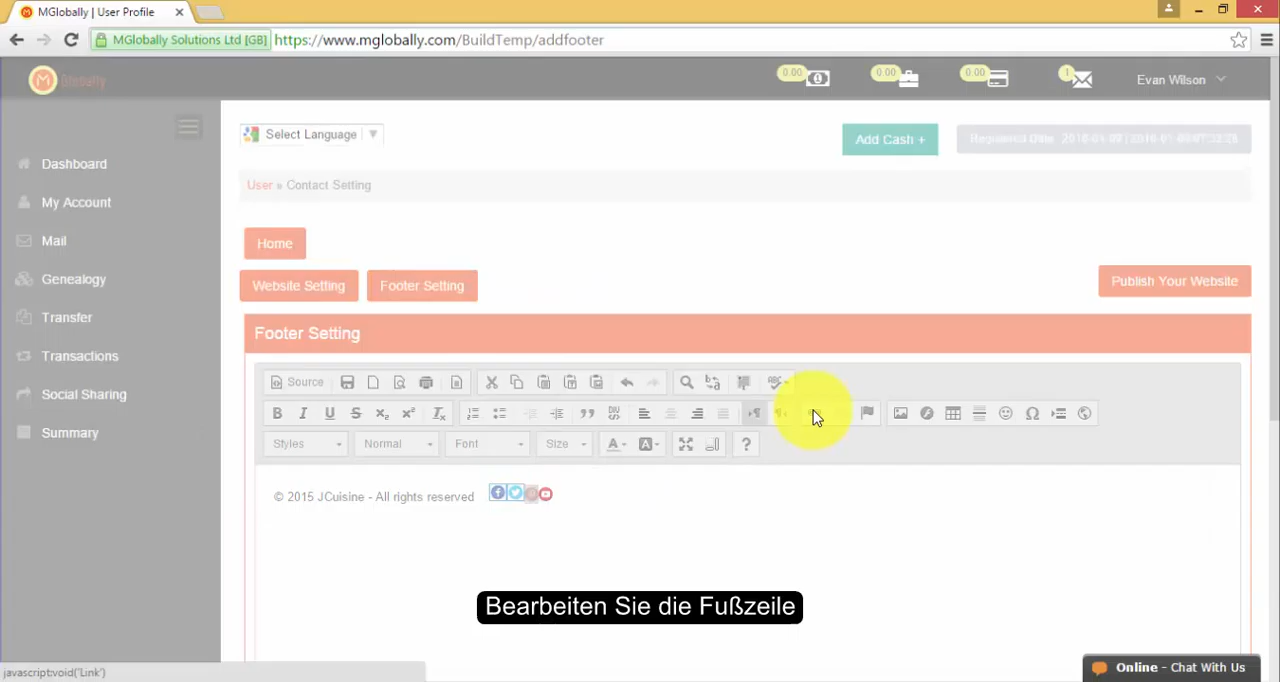 MGlobally | User Profile
MGlobally Solutions Ltd [GB] https://www.mglobally.com/BuildTemp/addfooter
M Globally
0.00
0.00
0.00
1
Evan Wilson
Dashboard
My Account
Mail
Genealogy
Transfer
Transactions
Social Sharing
Summary
Select Language
Add Cash +
User » Contact Setting
Home
Website Setting
Footer Setting
Publish Your Website
Footer Setting
Source
Styles
Normal
Font
Size
© 2015 JCuisine - All rights reserved
Bearbeiten Sie die Fußzeile
javascript:void('Link')
Online - Chat With Us